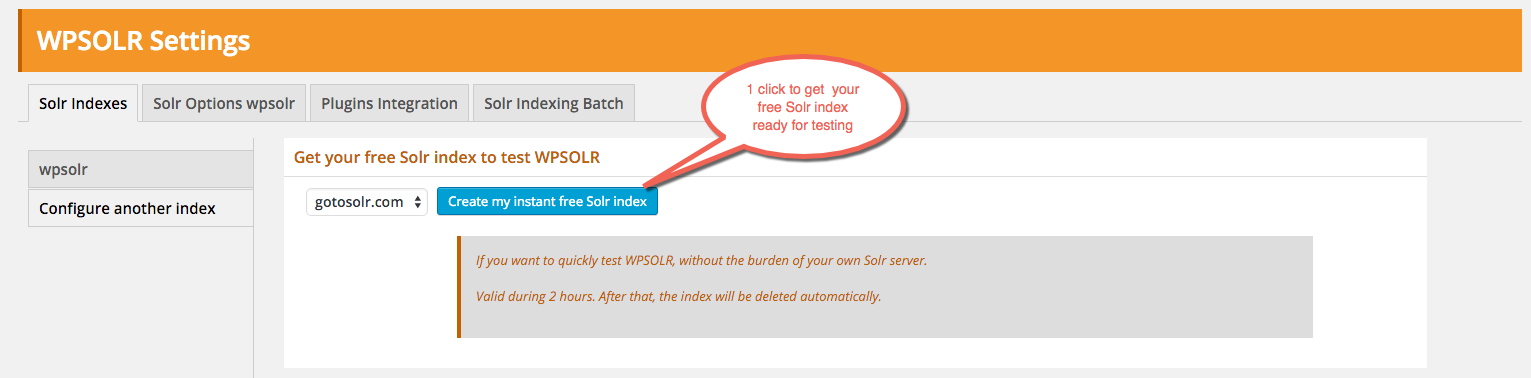 WPSOLR Settings
Solr Indexes
Solr Options wpsolr
Plugins Integration
Solr Indexing Batch
1 click to get your
free Solr index
ready for testing
wpsolr
Configure another index
Get your free Solr index to test WPSOLR
gotosolr.com
Create my instant free Solr index
If you want to quickly test WPSOLR, without the burden of your own Solr server.
Valid during 2 hours. After that, the index will be deleted automatically.